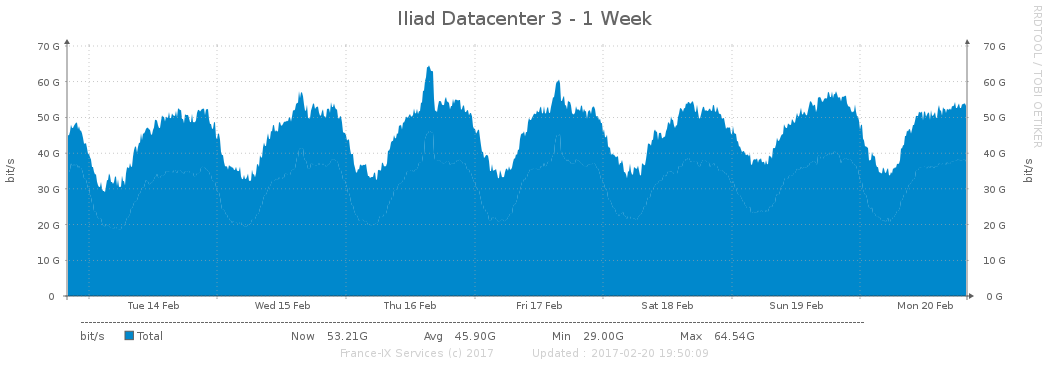 Iliad Datacenter 3 - 1 Week
RRDTOOL / TOBI OETIKER
70 G 70 G
60 G 60 G
50 G 50 G
40 G 40 G
30 G 30 G
20 G 20 G
10 G 10 G
0 0 G
bit/s bit/s
Tue 14 Feb Wed 15 Feb Thu 16 Feb Fri 17 Feb Sat 18 Feb Sun 19 Feb Mon 20 Feb
bit/s Total Now 53.21G Avg 45.90G Min 29.00G Max 64.54G
France-IX Services (c) 2017 Updated : 2017-02-20 19:50:09